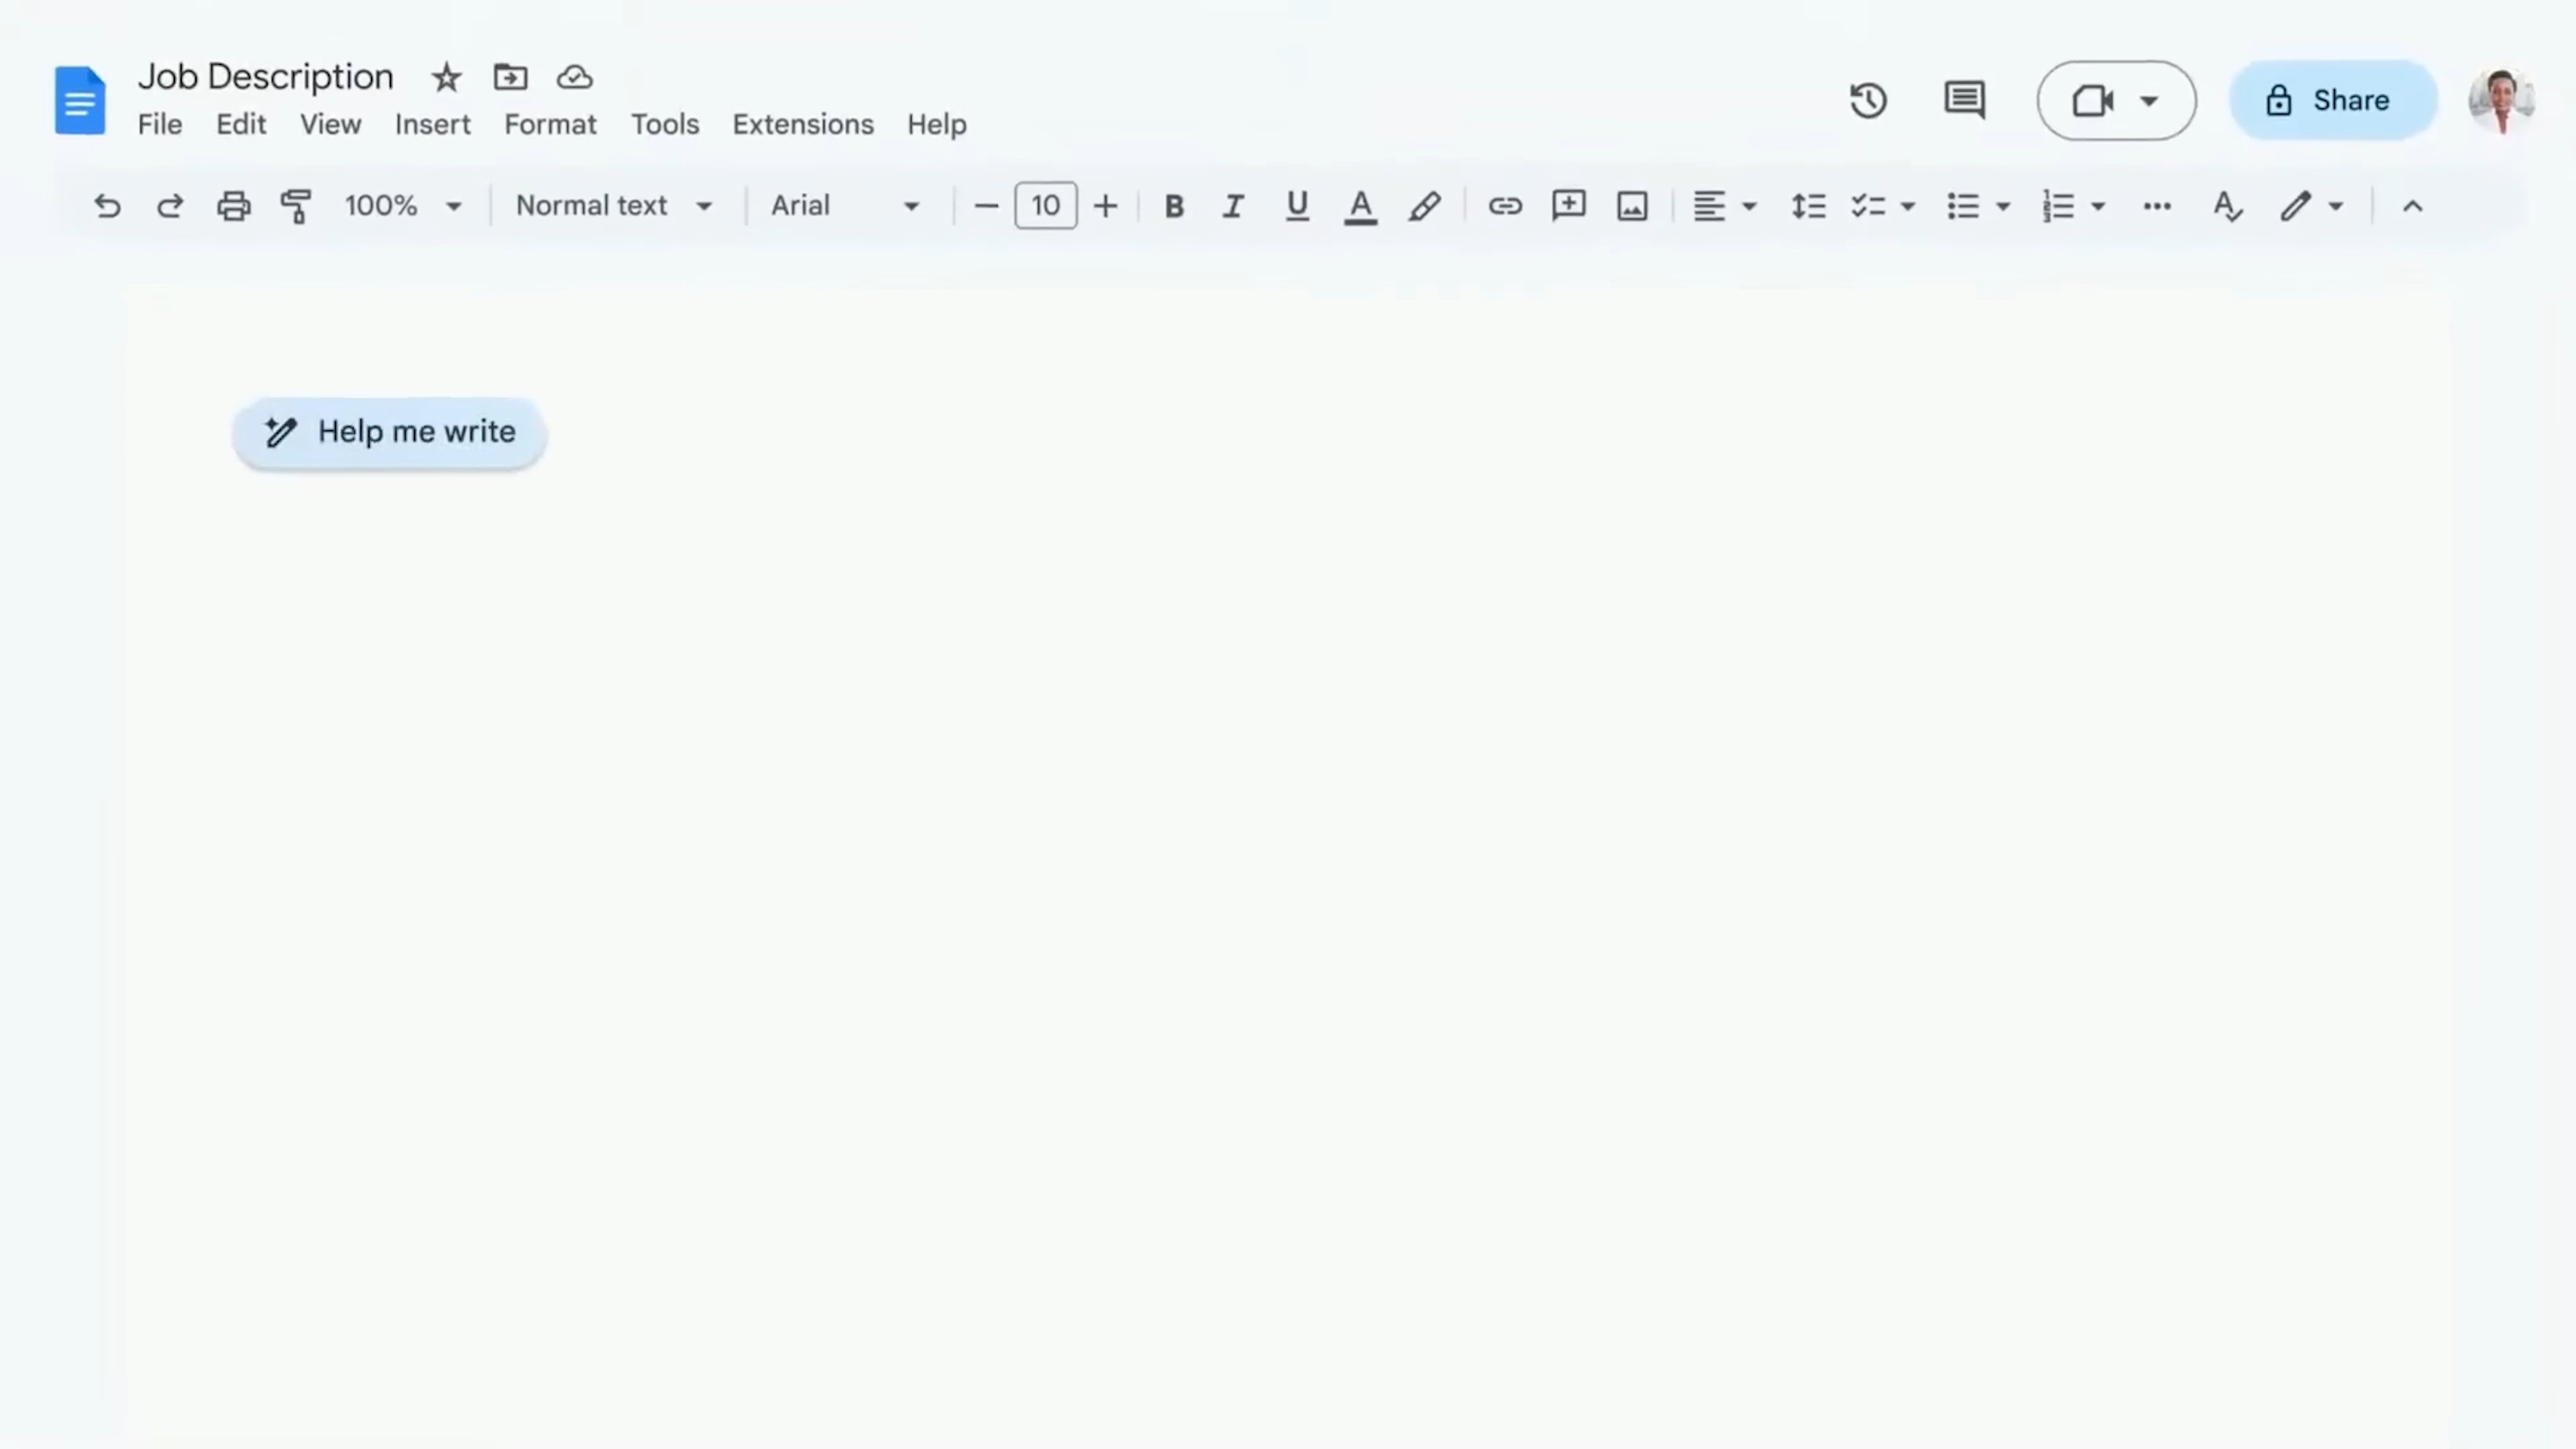 Job Description
File Edit View Insert Format Tools Extensions Help
Share
100% Normal text Arial 10 B I U A
Help me write